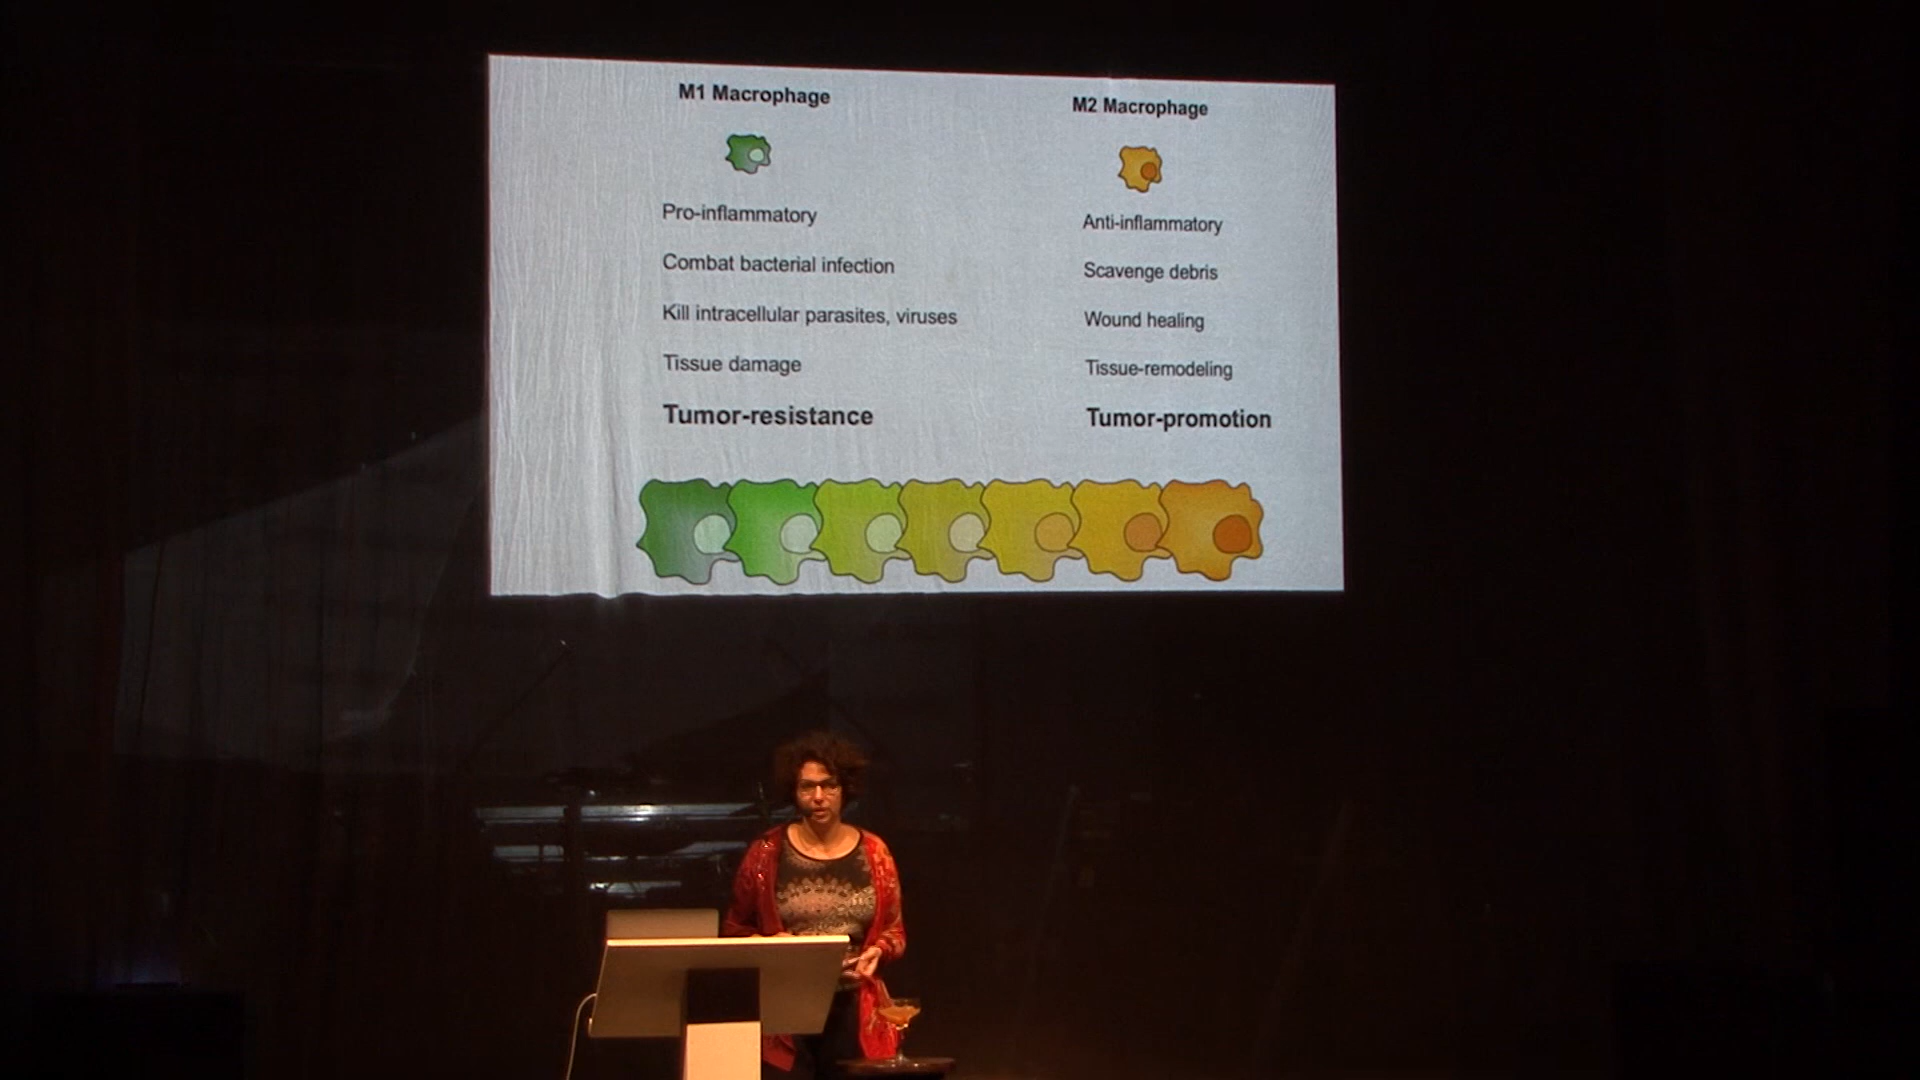 M1 Macrophage
M2 Macrophage
Pro-inflammatory
Anti-inflammatory
Combat bacterial infection
Scavenge debris
Kill intracellular parasites, viruses
Wound healing
Tissue damage
Tissue-remodeling
Tumor-resistance
Tumor-promotion